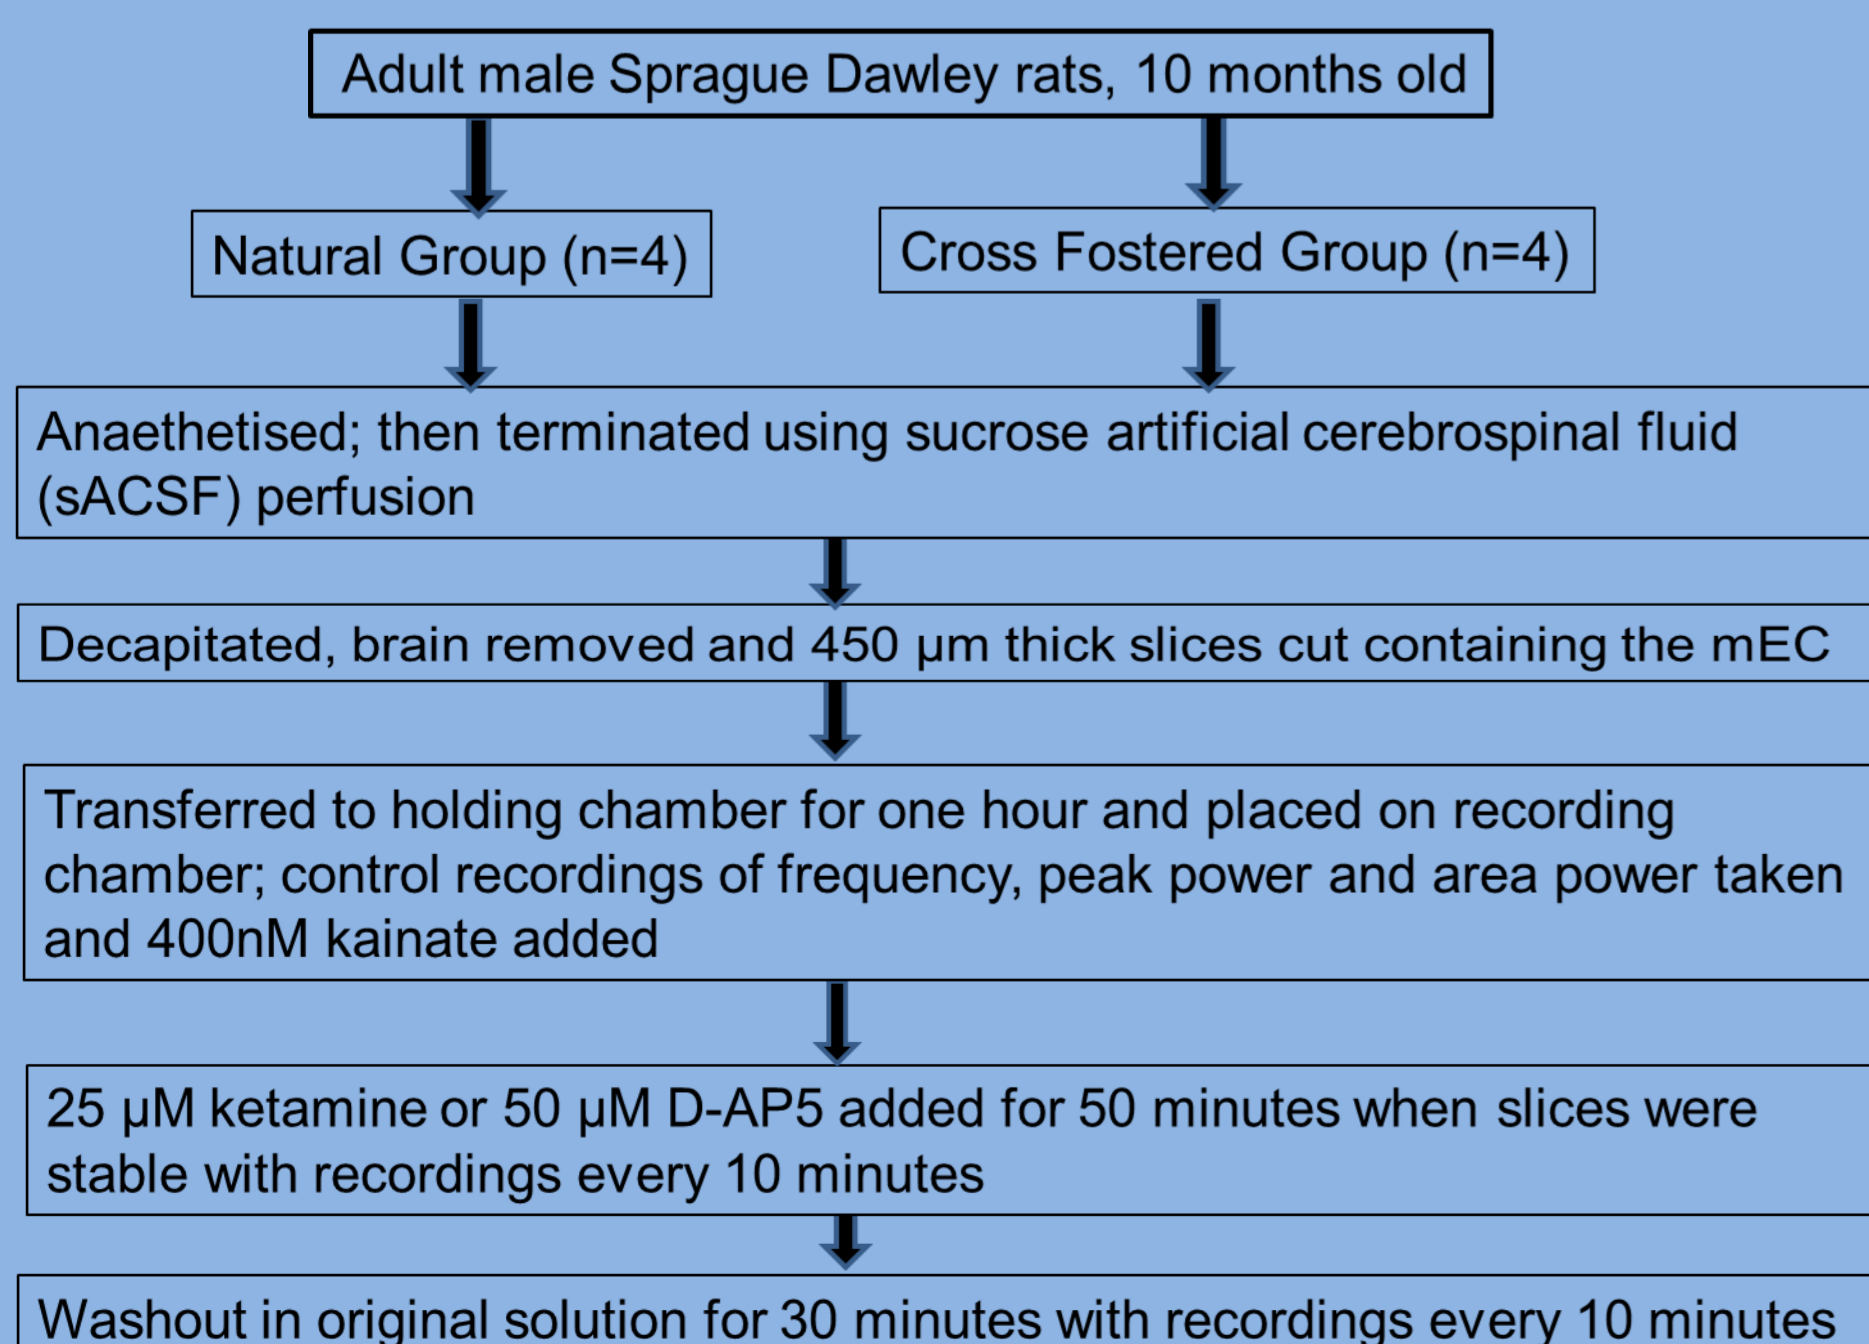 Adult male Sprague Dawley rats, 10 months old
Natural Group (n=4)
Cross Fostered Group (n=4)
Anaethetised; then terminated using sucrose artificial cerebrospinal fluid
(sACSF) perfusion
Decapitated, brain removed and 450 µm thick slices cut containing the mEC
Transferred to holding chamber for one hour and placed on recording
chamber; control recordings of frequency, peak power and area power taken
and 400nM kainate added
25 µM ketamine or 50 µM D-AP5 added for 50 minutes when slices were
stable with recordings every 10 minutes
Washout in original solution for 30 minutes with recordings every 10 minutes